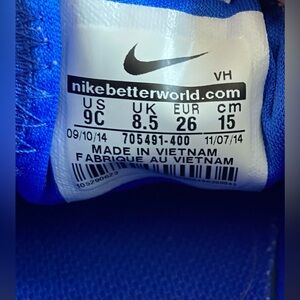 VH
nikebetterworld.com
US UK EUR cm
9C 8.5 26 15
09/10/14 705491-400 11/07/14
MADE IN VIETNAM
FABRIQUE AU VIETNAM